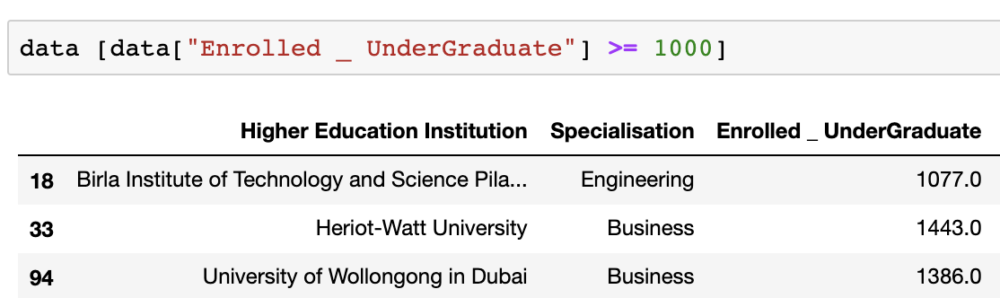 data [data["Enrolled _ UnderGraduate"] >= 1000]
Higher Education Institution Specialisation Enrolled _ UnderGraduate
18 Birla Institute of Technology and Science Pila... Engineering 1077.0
33 Heriot-Watt University Business 1443.0
94 University of Wollongong in Dubai Business 1386.0